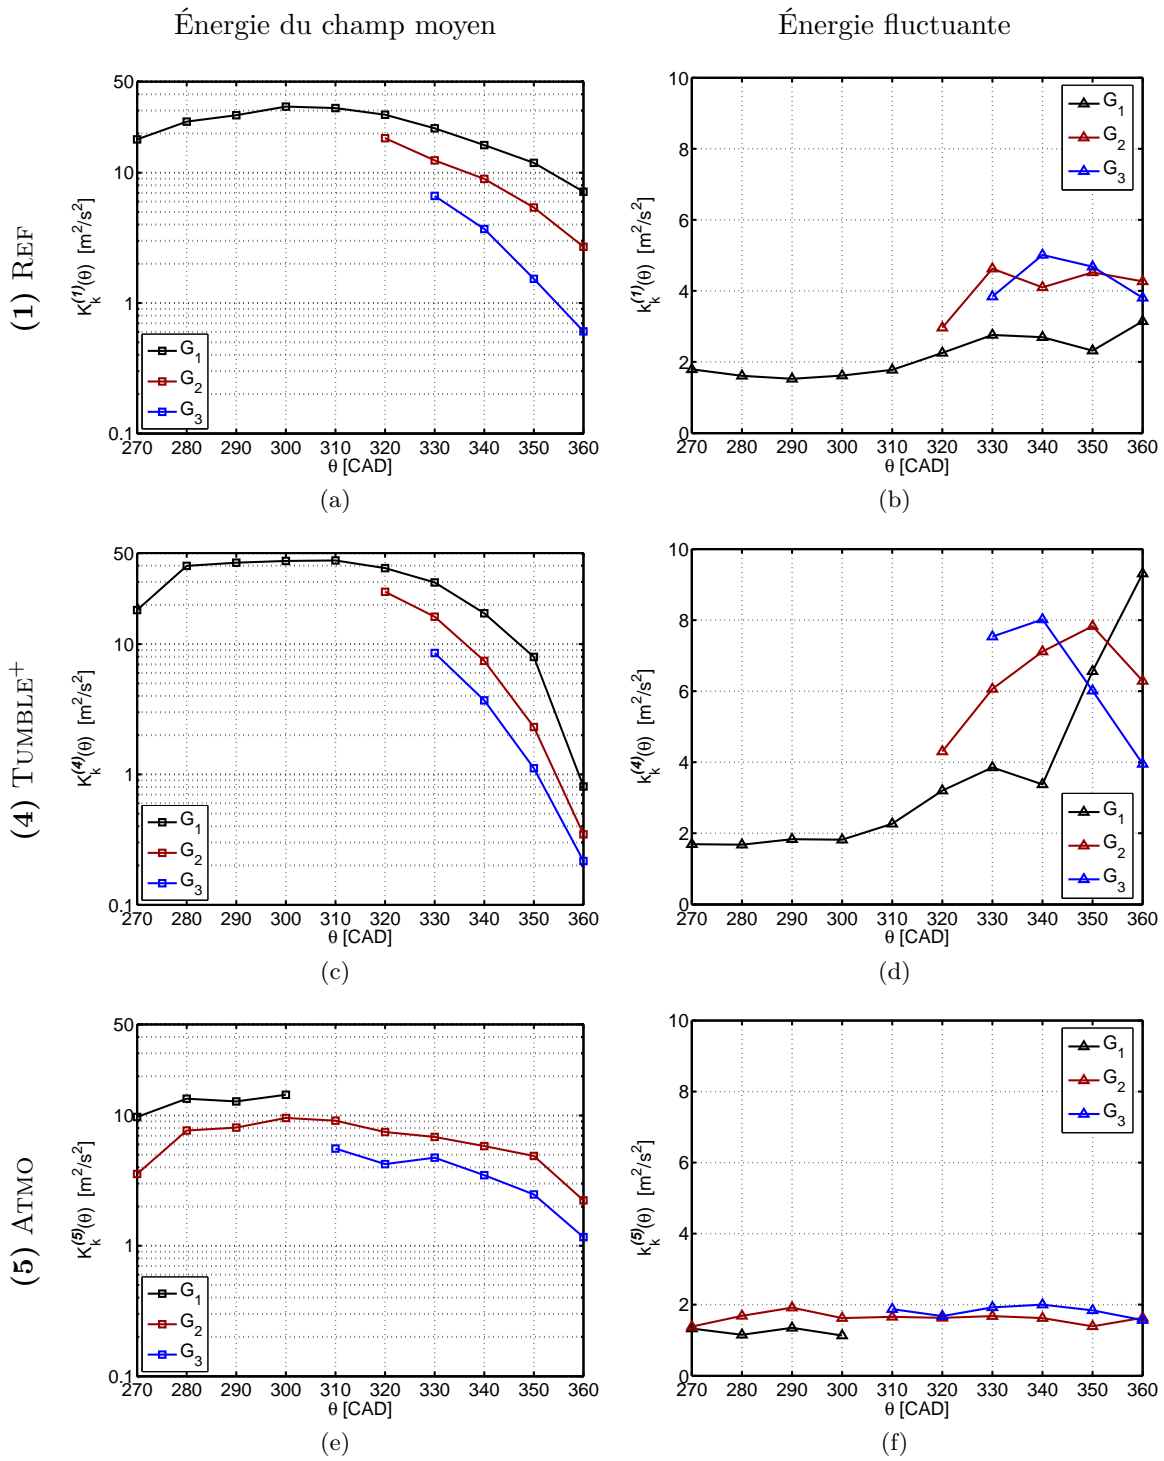 Énergie du champ moyen
Énergie fluctuante
(1) REF
K_k^(1)(θ) [m²/s²]
50
10
1
0.1
G1
G2
G3
270 280 290 300 310 320 330 340 350 360
θ [CAD]
(a)
k_k^(1)(θ) [m²/s²]
10
8
6
4
2
0
G1
G2
G3
270 280 290 300 310 320 330 340 350 360
θ [CAD]
(b)
(4) TUMBLE+
K_k^(4)(θ) [m²/s²]
50
10
1
0.1
G1
G2
G3
270 280 290 300 310 320 330 340 350 360
θ [CAD]
(c)
k_k^(4)(θ) [m²/s²]
10
8
6
4
2
0
G1
G2
G3
270 280 290 300 310 320 330 340 350 360
θ [CAD]
(d)
(5) ATMO
K_k^(5)(θ) [m²/s²]
50
10
1
0.1
G1
G2
G3
270 280 290 300 310 320 330 340 350 360
θ [CAD]
(e)
k_k^(5)(θ) [m²/s²]
10
8
6
4
2
0
G1
G2
G3
270 280 290 300 310 320 330 340 350 360
θ [CAD]
(f)